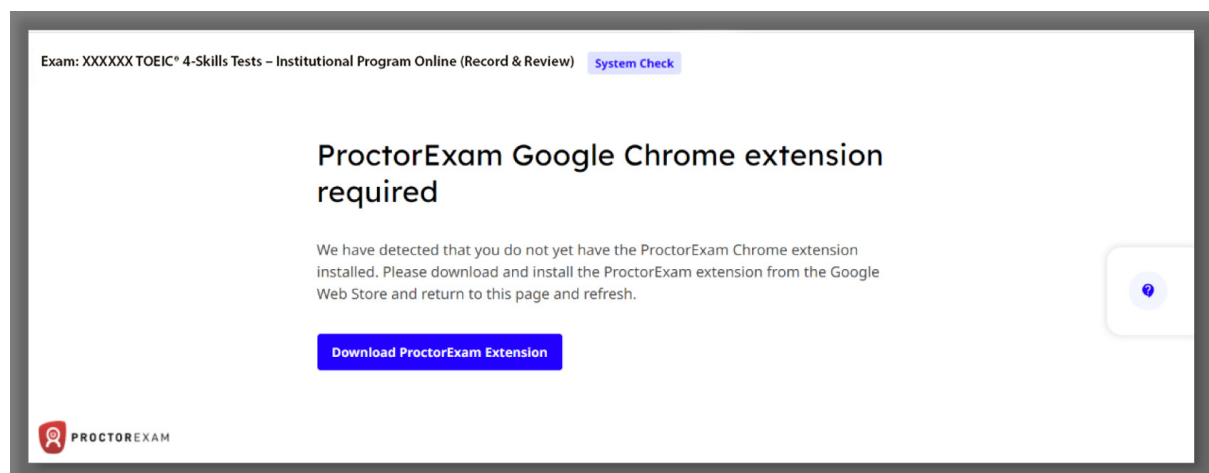 Exam: XXXXXX TOEIC® 4-Skills Tests – Institutional Program Online (Record & Review) System Check
ProctorExam Google Chrome extension
required
We have detected that you do not yet have the ProctorExam Chrome extension
installed. Please download and install the ProctorExam extension from the Google
Web Store and return to this page and refresh.
Download ProctorExam Extension
PROCTOREXAM